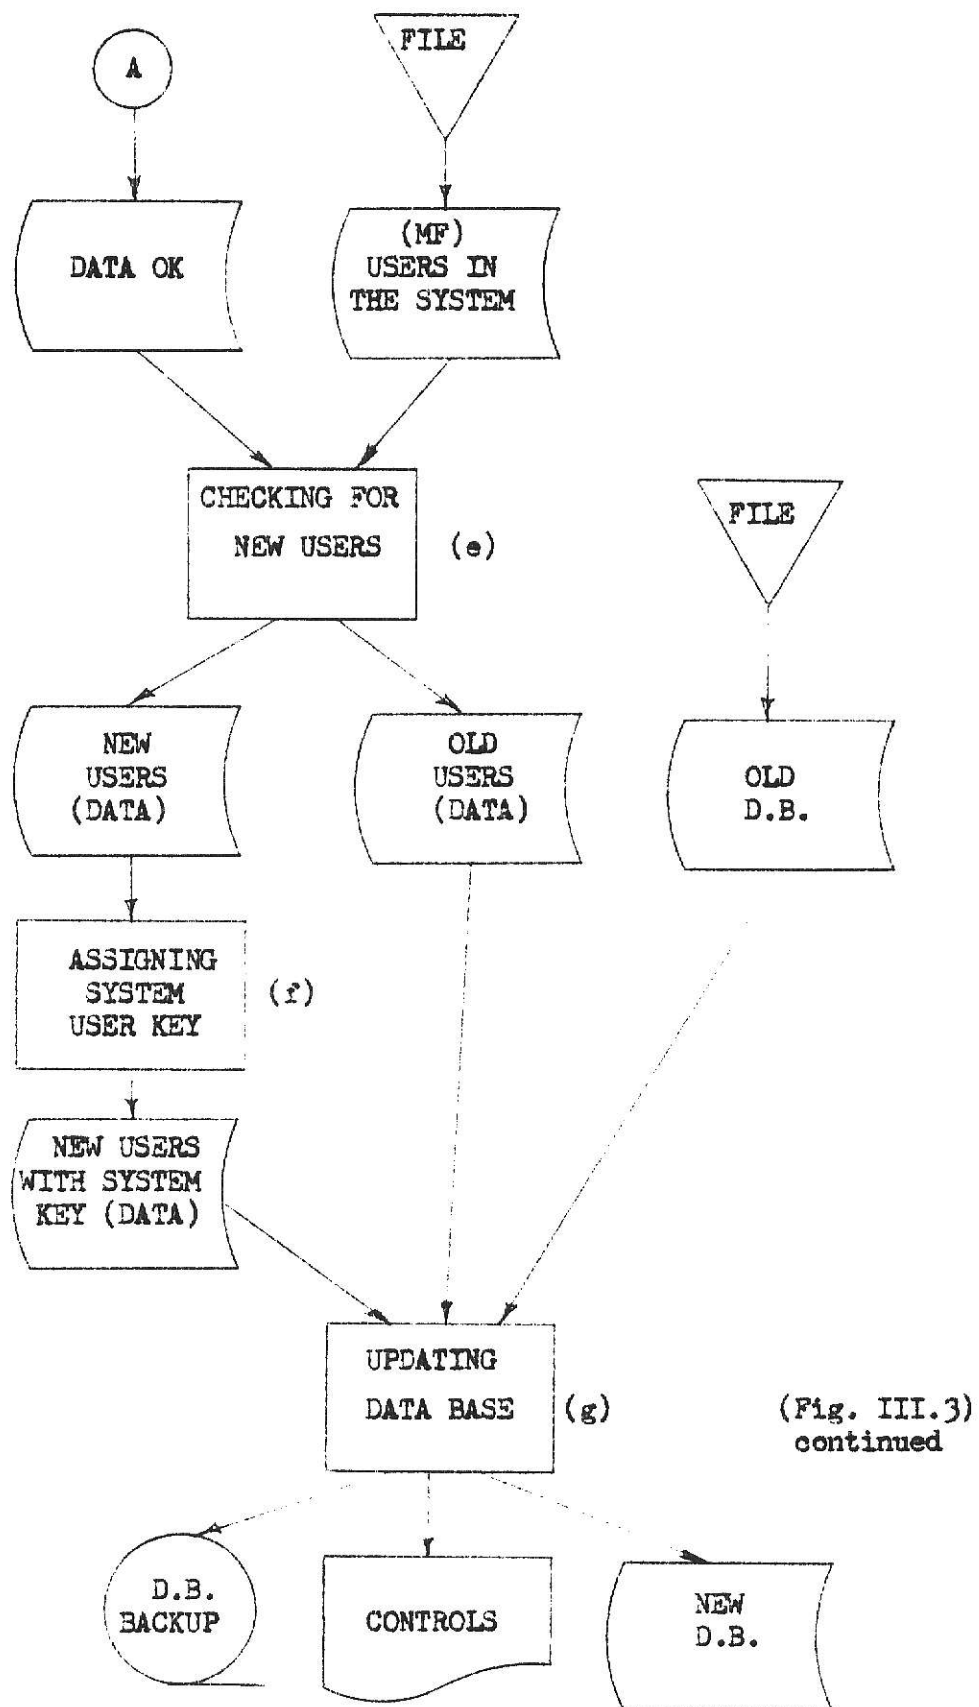 A
FILE
DATA OK
(MF)
USERS IN
THE SYSTEM
CHECKING FOR
NEW USERS
(e)
FILE
NEW
USERS
(DATA)
OLD
USERS
(DATA)
OLD
D.B.
ASSIGNING
SYSTEM
USER KEY
(f)
NEW USERS
WITH SYSTEM
KEY (DATA)
UPDATING
DATA BASE
(g)
(Fig. III.3)
continued
D.B.
BACKUP
CONTROLS
NEW
D.B.